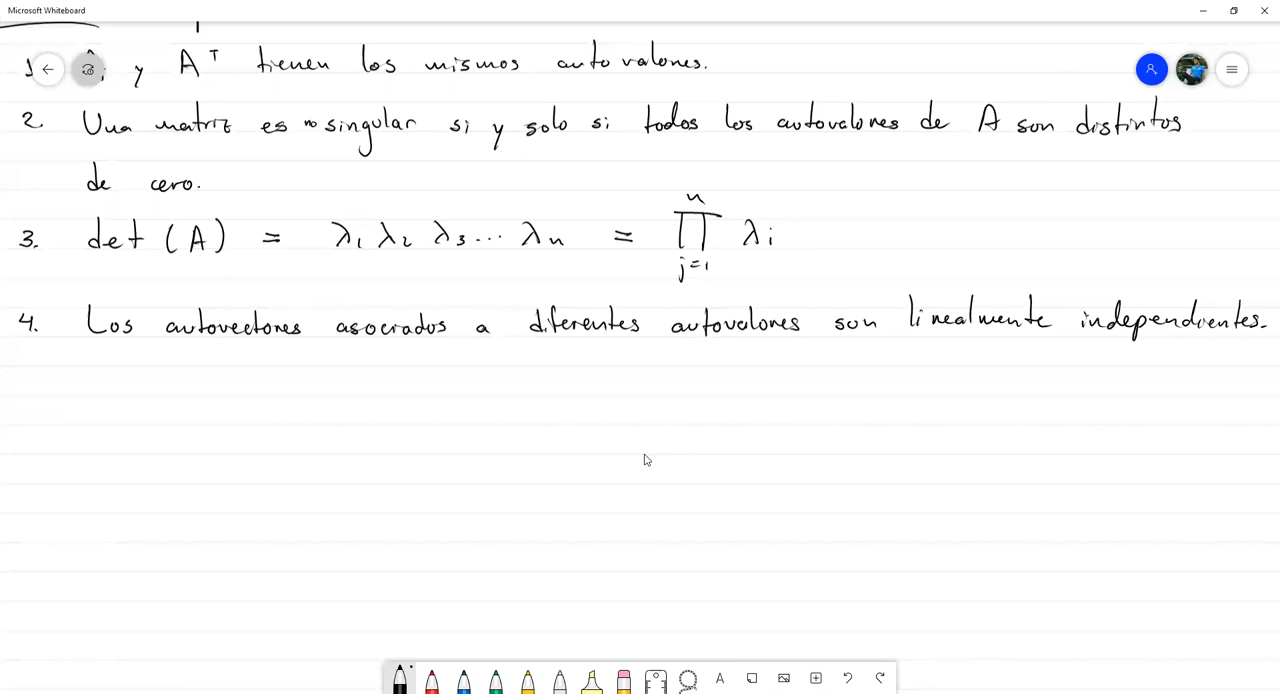 Microsoft Whiteboard
y Aᵀ tienen los mismos autovalores.
2. Una matriz es no singular si y solo si todos los autovalores de A son distintos
de cero.
3. det (A) = λ₁ λ₂ λ₃ ... λn = ∏ⁿj=1 λi
4. Los autovectores asociados a diferentes autovalores son linealmente independientes.
A